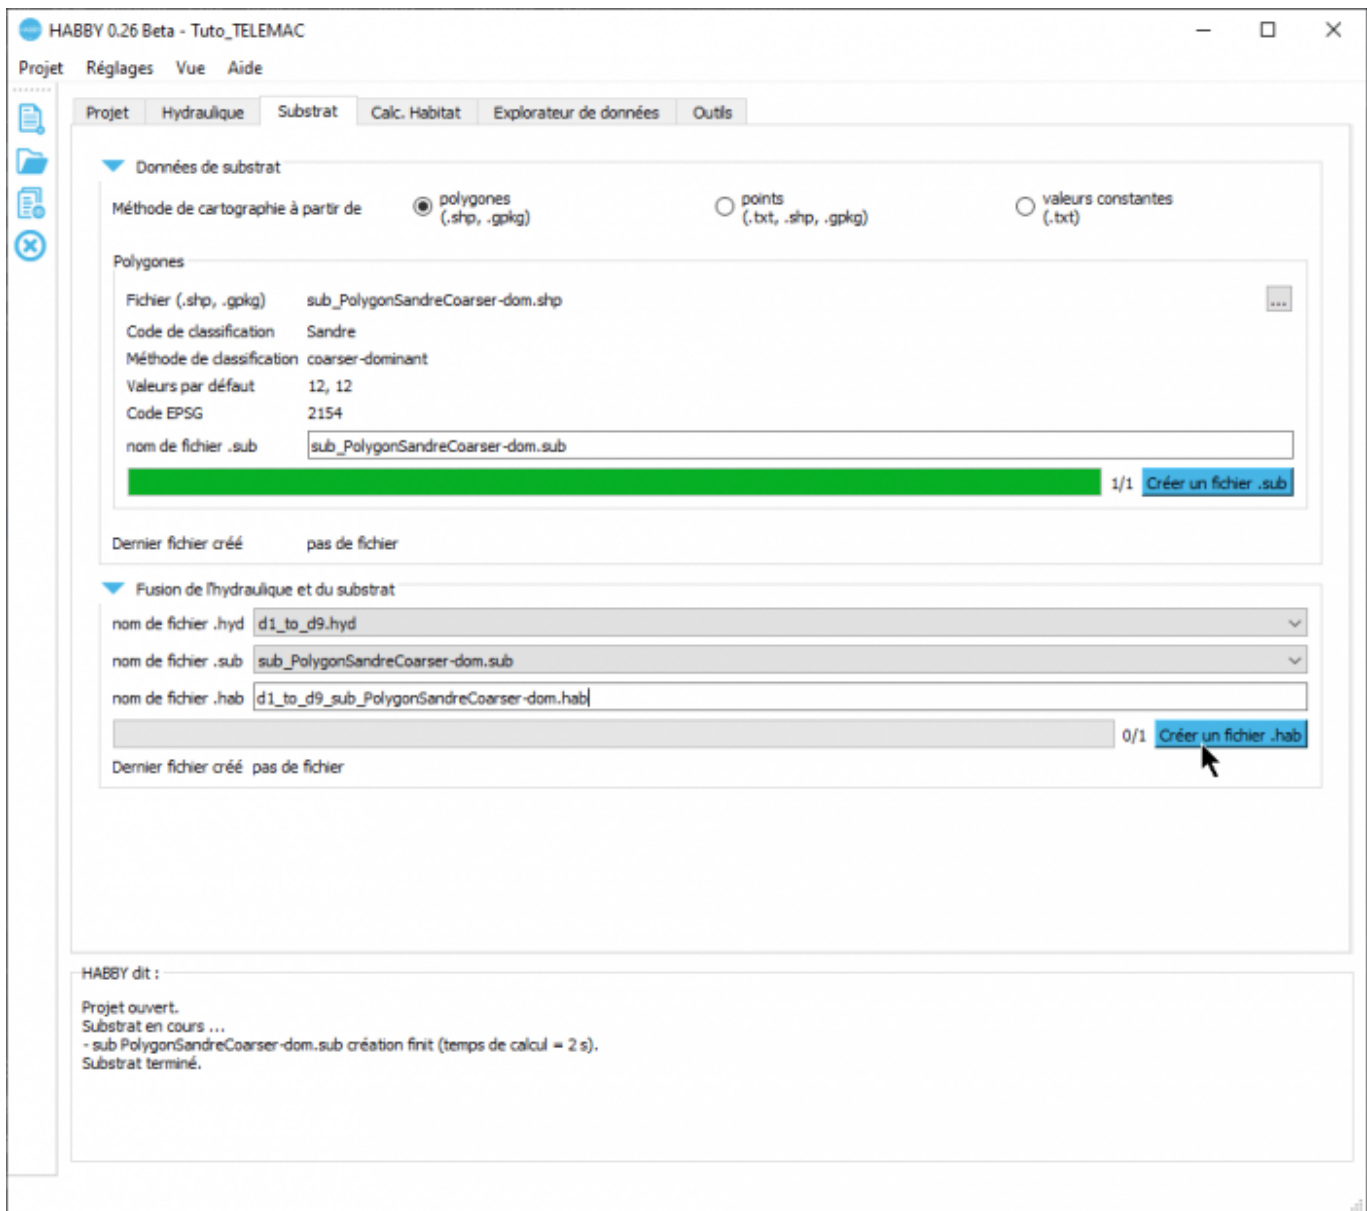 HABBY 0.26 Beta - Tuto_TELEMAC
Projet Réglages Vue Aide
Projet Hydraulique Substrat Calc. Habitat Explorateur de données Outils
Données de substrat
Méthode de cartographie à partir de
polygones
(.shp, .gpkg)
points
(.txt, .shp, .gpkg)
valeurs constantes
(.txt)
Polygones
Fichier (.shp, .gpkg) sub_PolygonSandreCoarser-dom.shp ...
Code de classification Sandre
Méthode de classification coarser-dominant
Valeurs par défaut 12, 12
Code EPSG 2154
nom de fichier .sub sub_PolygonSandreCoarser-dom.sub
1/1 Créer un fichier .sub
Dernier fichier créé pas de fichier
Fusion de l'hydraulique et du substrat
nom de fichier .hyd d1_to_d9.hyd
nom de fichier .sub sub_PolygonSandreCoarser-dom.sub
nom de fichier .hab d1_to_d9_sub_PolygonSandreCoarser-dom.hab
0/1 Créer un fichier .hab
Dernier fichier créé pas de fichier
HABBY dit :
Projet ouvert.
Substrat en cours ...
- sub PolygonSandreCoarser-dom.sub création finit (temps de calcul = 2 s).
Substrat terminé.